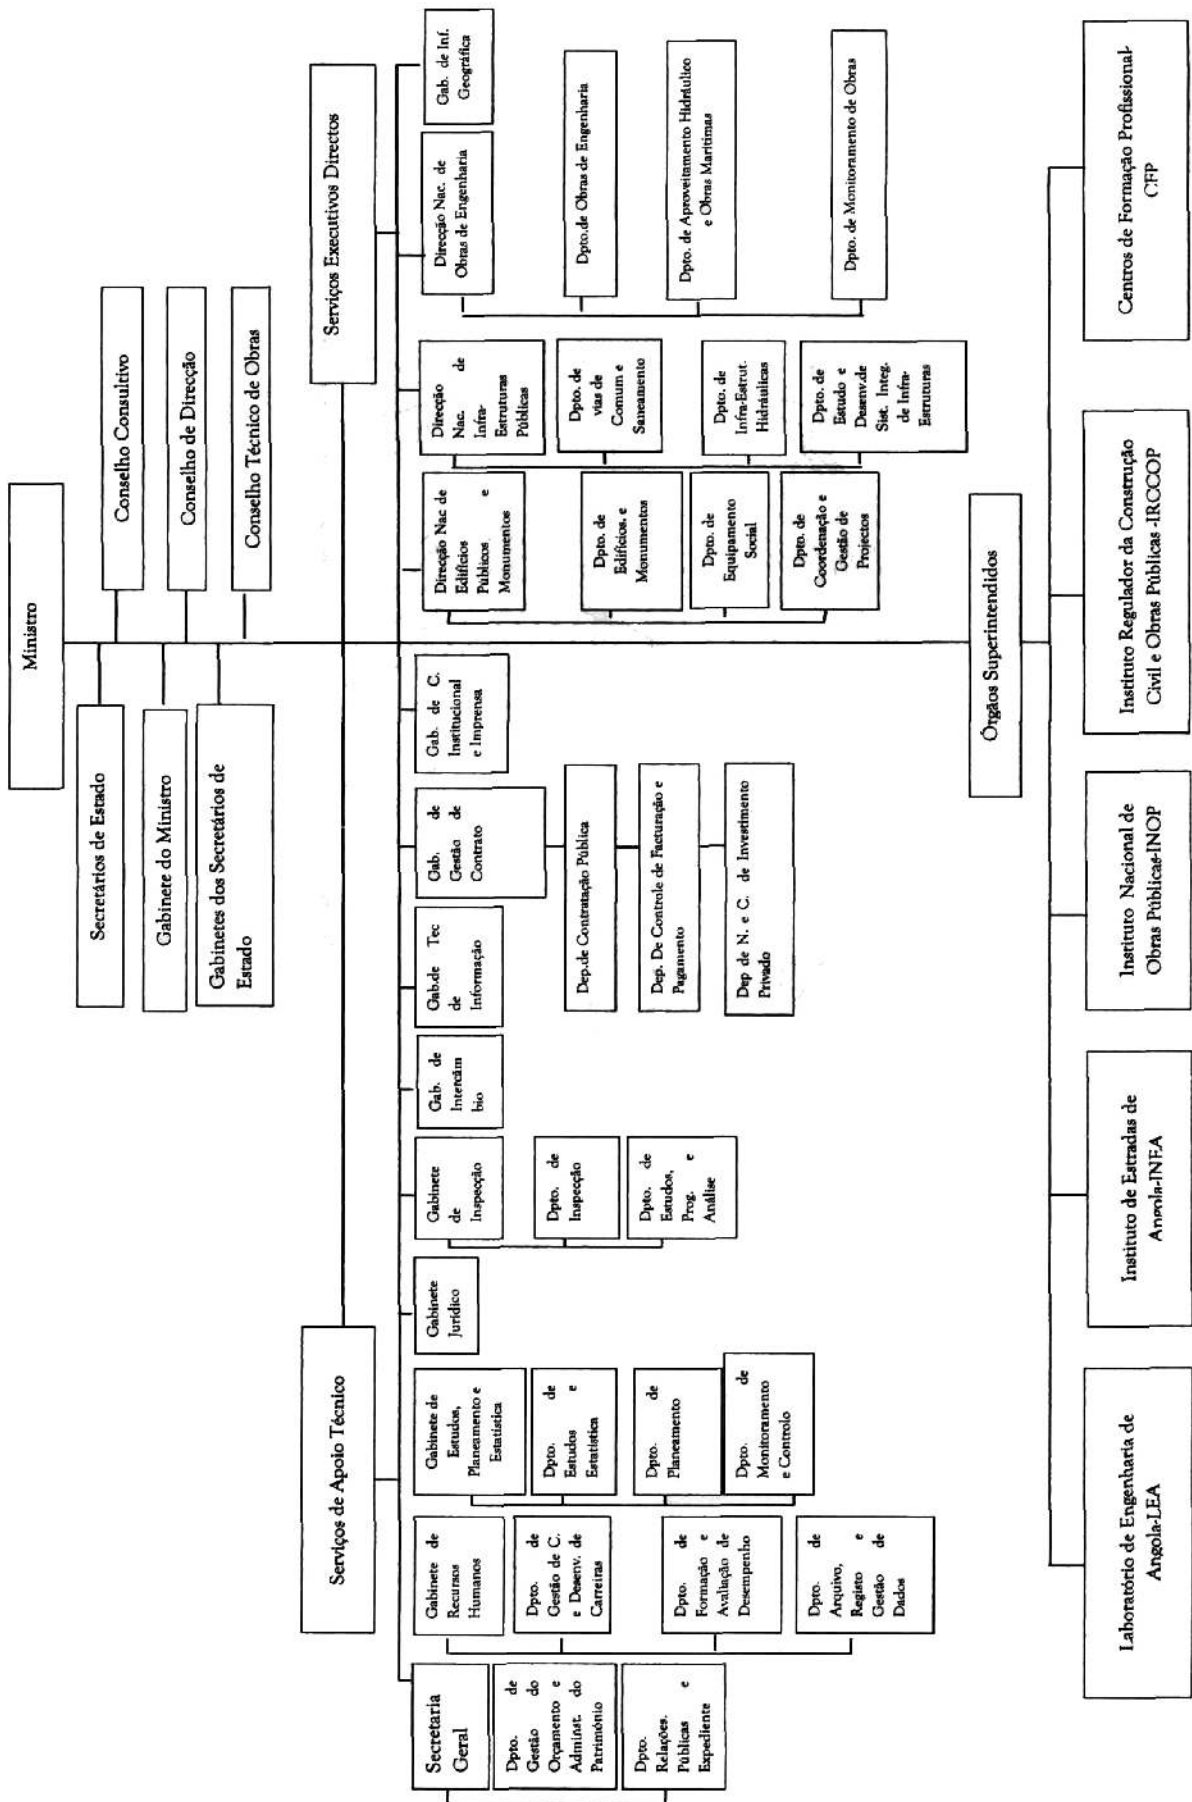 Ministro
Secretários de Estado
Gabinete do Ministro
Gabinetes dos Secretários de
Estado
Conselho Consultivo
Conselho de Direcção
Conselho Técnico de Obras
Serviços de Apoio Técnico
Serviços Executivos Directos
Secretaria
Geral
Dpto. de
Gestão do
Orçamento e
Adminst. do
Património
Dpto.
Relações.
Públicas e
Expediente
Gabinete de
Recursos
Humanos
Dpto. de
Gestão de C.
e Desenv. de
Carreiras
Dpto. de
Formação e
Avaliação de
Desempenho
Dpto. de
Arquivo,
Registo e
Gestão de
Dados
Gabinete de
Estudos,
Planeamento e
Estatística
Dpto. de
Estudos e
Estatística
Dpto. de
Planeamento
Dpto. de
Monitoramento
e Controlo
Gabinete
Jurídico
Gabinete
de
Inspecção
Dpto. de
Inspecção
Dpto. de
Estudos,
Prog. e
Análise
Gab. de
Intercâm
bio
Gab.de Tec
de
Informação
Gab. de
Gestão de
Contrato
Dep.de Contratação Pública
Dep. De Controle de Facturação e
Pagamento
Dep de N. e C. de Investimento
Privado
Gab. de C.
Institucional
e Imprensa
Direcção Nac de
Edifícios
Públicos e
Monumentos
Dpto. de
Edifícios. e
Monumentos
Dpto. de
Equipamento
Social
Dpto. de
Coordenação e
Gestão de
Projectos
Direcção
Nac. de
Infra-
Estruturas
Públicas
Dpto. de
vias de
Comum e
Saneamento
Dpto. de
Infra-Estrut.
Hidráulicas
Dpto. de
Estudo e
Desenv.de
Sist. Integ.
de Infra-
Estruturas
Direcção Nac. de
Obras de Engenharia
Dpto.de Obras de Engenharia
Dpto. de Aproveitamento Hidráulico
e Obras Marítimas
Dpto. de Monitoramento de Obras
Gab. de Inf.
Geográfica
Órgãos Superintendidos
Laboratório de Engenharia de
Angola-LEA
Instituto de Estradas de
Angola-INEA
Instituto Nacional de
Obras Públicas-INOP
Instituto Regulador da Construção
Civil e Obras Públicas -IRCCOP
Centros de Formação Profissional-
CFP